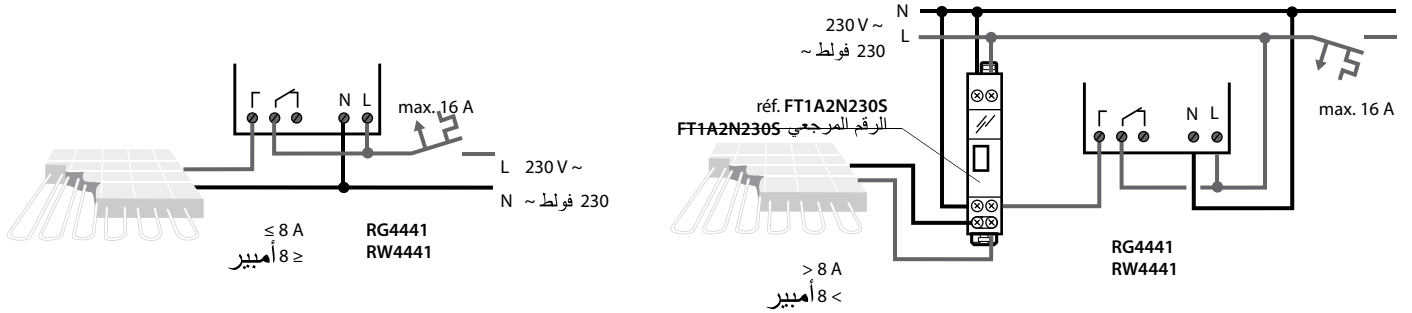 N L
max. 16 A
L 230 V ~
N ~ 230 فولط
≤ 8 A
≥ 8 أمبير ≤
RG4441
RW4441
N
230 V ~
L
230 فولط ~
réf. FT1A2N230S
الرقم المرجعي FT1A2N230S
N L
max. 16 A
> 8 A
> 8 أمبير
RG4441
RW4441